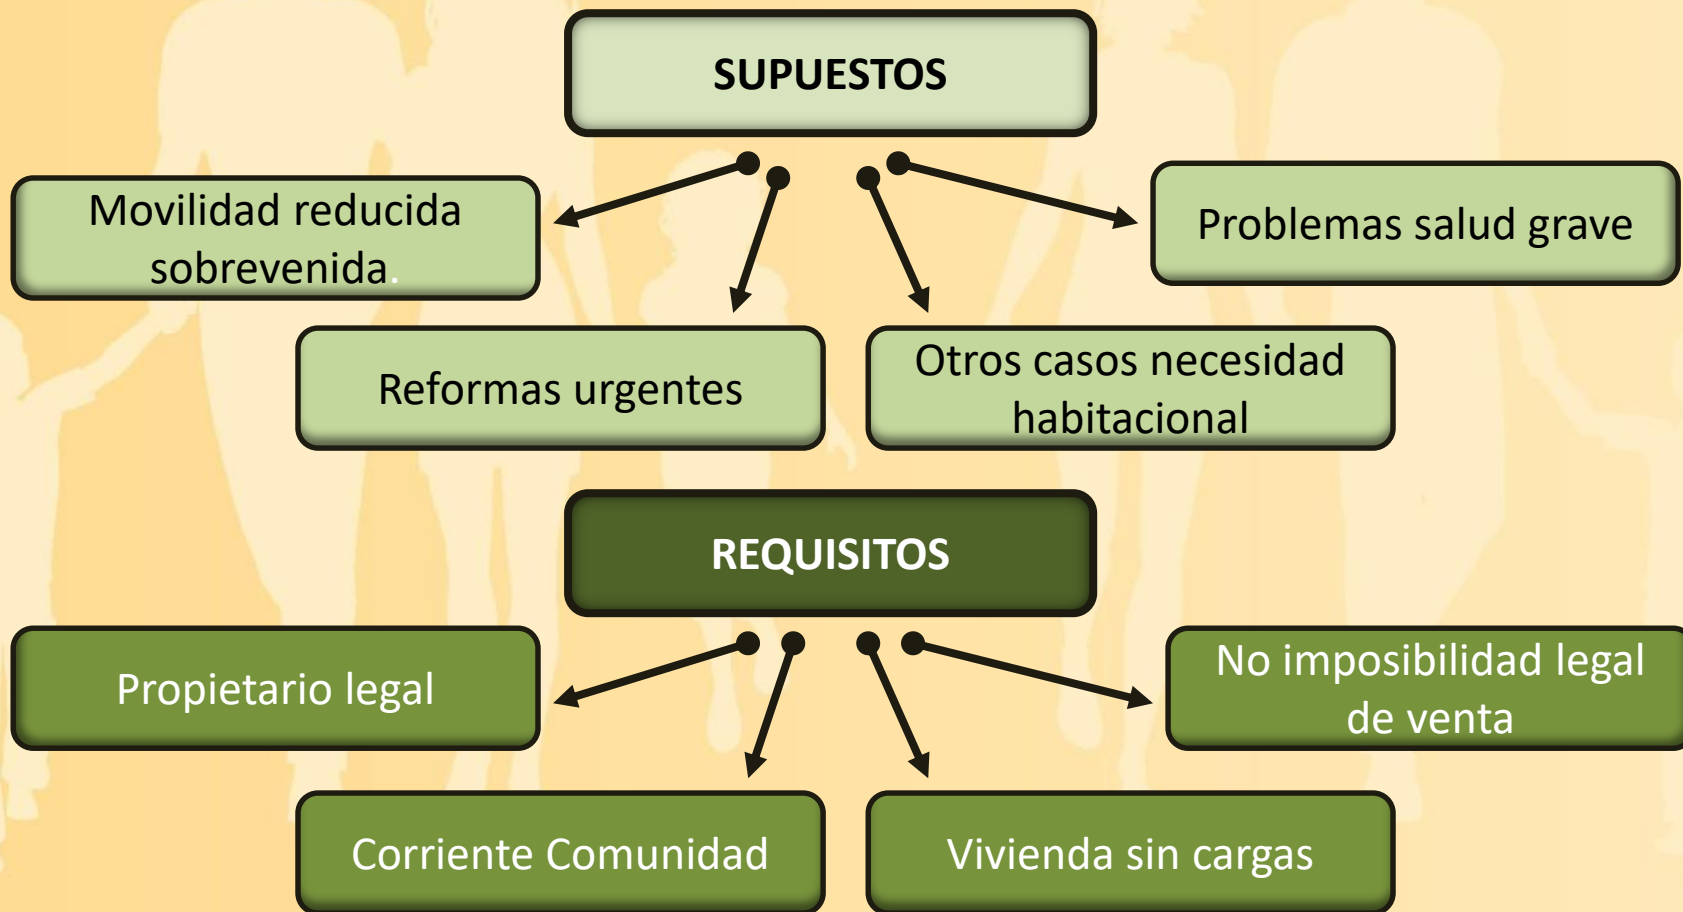 SUPUESTOS
Movilidad reducida
sobrevenida.
Problemas salud grave
Reformas urgentes
Otros casos necesidad
habitacional
REQUISITOS
Propietario legal
No imposibilidad legal
de venta
Corriente Comunidad
Vivienda sin cargas